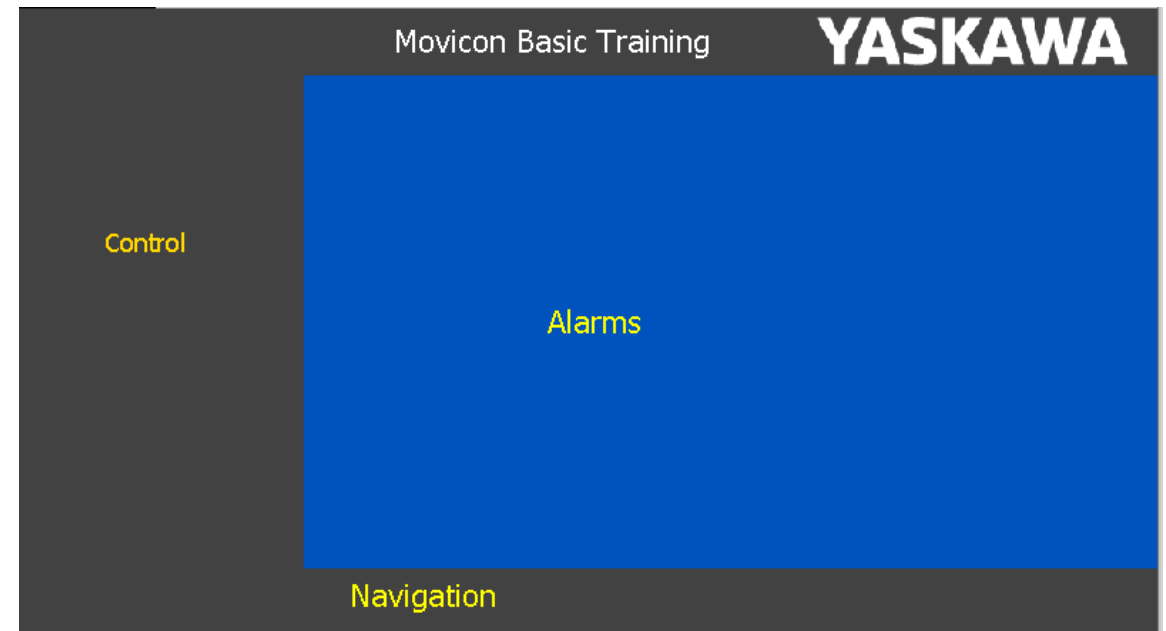 Movicon Basic Training
YASKAWA
Control
Alarms
Navigation